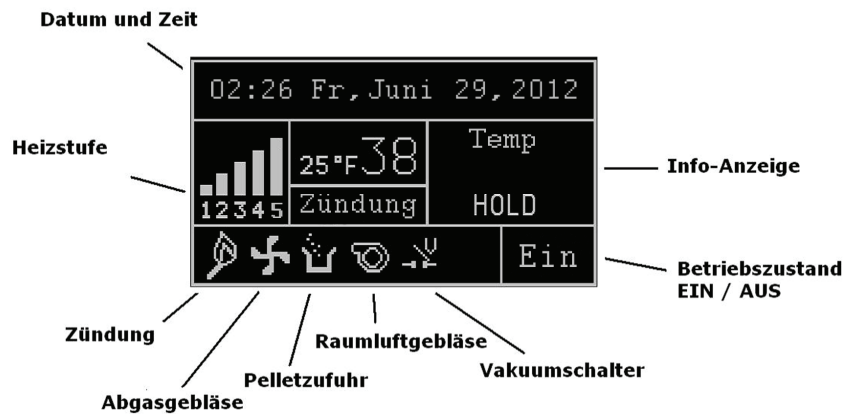 Datum und Zeit
02:26 Fr, Juni 29, 2012
Heizstufe
12345
25°F 38
Zündung
Temp
HOLD
Info-Anzeige
Ein
Betriebszustand
EIN / AUS
Zündung
Abgasgebläse
Pelletzufuhr
Raumluftgebläse
Vakuumschalter